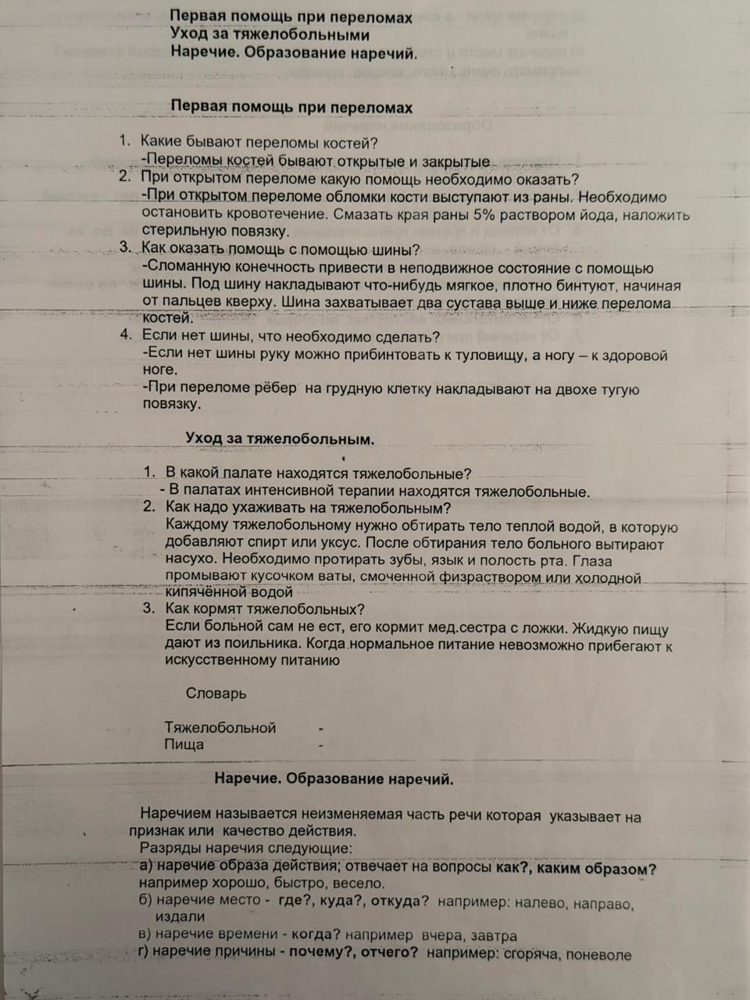 Первая помощь при переломах
Уход за тяжелобольными
Наречие. Образование наречий.
Первая помощь при переломах
1. Какие бывают переломы костей?
-Переломы костей бывают открытые и закрытые
2. При открытом переломе какую помощь необходимо оказать?
-При открытом переломе обломки кости выступают из раны. Необходимо
остановить кровотечение. Смазать края раны 5% раствором йода, наложить
стерильную повязку.
3. Как оказать помощь с помощью шины?
-Сломанную конечность привести в неподвижное состояние с помощью
шины. Под шину накладывают что-нибудь мягкое, плотно бинтуют, начиная
от пальцев кверху. Шина захватывает два сустава выше и ниже перелома
костей.
4. Если нет шины, что необходимо сделать?
-Если нет шины руку можно прибинтовать к туловищу, а ногу – к здоровой
ноге.
-При переломе рёбер на грудную клетку накладывают на двохе тугую
повязку.
Уход за тяжелобольным.
1. В какой палате находятся тяжелобольные?
- В палатах интенсивной терапии находятся тяжелобольные.
2. Как надо ухаживать на тяжелобольным?
Каждому тяжелобольному нужно обтирать тело теплой водой, в которую
добавляют спирт или уксус. После обтирания тело больного вытирают
насухо. Необходимо протирать зубы, язык и полость рта. Глаза
промывают кусочком ваты, смоченной физраствором или холодной
кипячённой водой
3. Как кормят тяжелобольных?
Если больной сам не ест, его кормит мед.сестра с ложки. Жидкую пищу
дают из поильника. Когда нормальное питание невозможно прибегают к
искусственному питанию
Словарь
Тяжелобольной -
Пища -
Наречие. Образование наречий.
Наречием называется неизменяемая часть речи которая указывает на
признак или качество действия.
Разряды наречия следующие:
а) наречие образа действия; отвечает на вопросы как?, каким образом?
например хорошо, быстро, весело.
б) наречие место - где?, куда?, откуда? например: налево, направо,
издали
в) наречие времени - когда? например вчера, завтра
г) наречие причины - почему?, отчего? например: сгоряча, поневоле